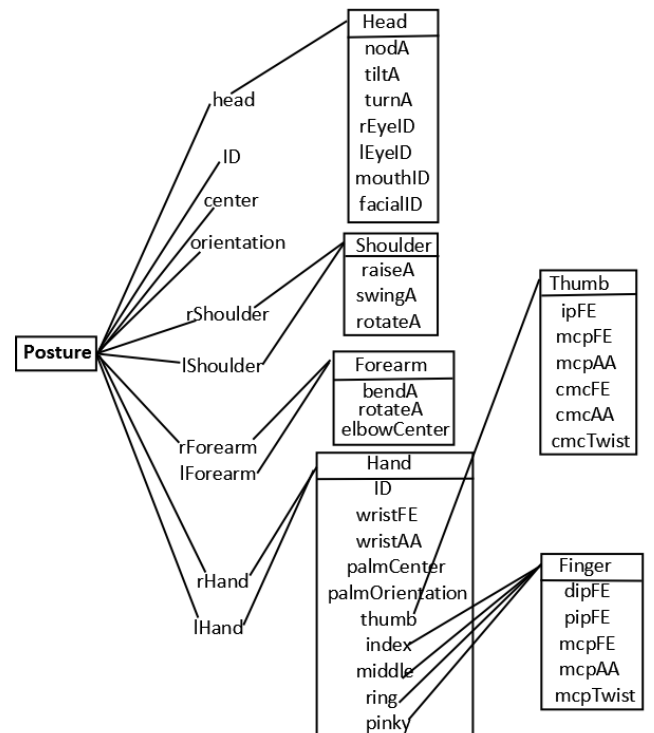 Posture
head
ID
center
orientation
rShoulder
lShoulder
rForearm
lForearm
rHand
lHand
Head
nodA
tiltA
turnA
rEyeID
lEyeID
mouthID
facialID
Shoulder
raiseA
swingA
rotateA
Forearm
bendA
rotateA
elbowCenter
Hand
ID
wristFE
wristAA
palmCenter
palmOrientation
thumb
index
middle
ring
pinky
Thumb
ipFE
mcpFE
mcpAA
cmcFE
cmcAA
cmcTwist
Finger
dipFE
pipFE
mcpFE
mcpAA
mcpTwist